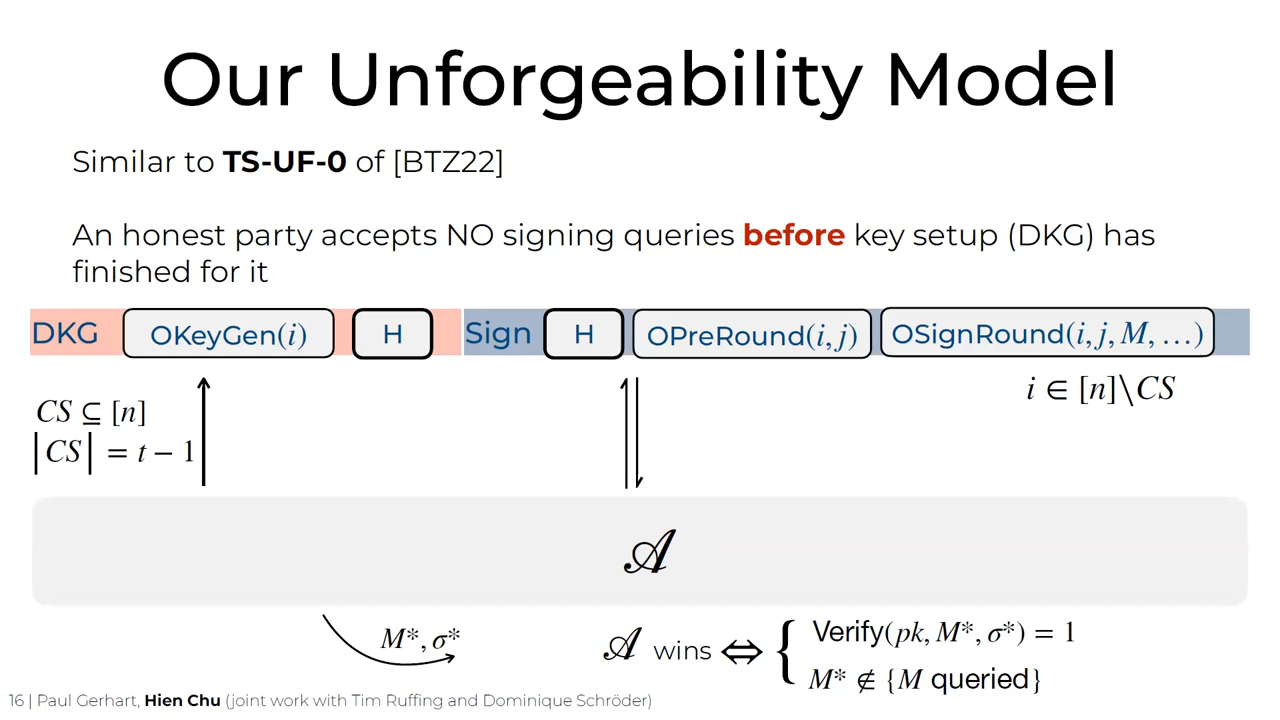 Our Unforgeability Model
Similar to TS-UF-0 of [BTZ22]
An honest party accepts NO signing queries before key setup (DKG) has
finished for it
DKG OKeyGen(i) H Sign H OPreRound(i, j) OSignRound(i, j, M, …)
i ∈ [n]\CS
CS ⊆ [n]
|CS| = t − 1
𝒜
M*, σ*
𝒜 wins ⟺ {
Verify(pk, M*, σ*) = 1
M* ∉ {M queried}
16 | Paul Gerhart, Hien Chu (joint work with Tim Ruffing and Dominique Schröder)